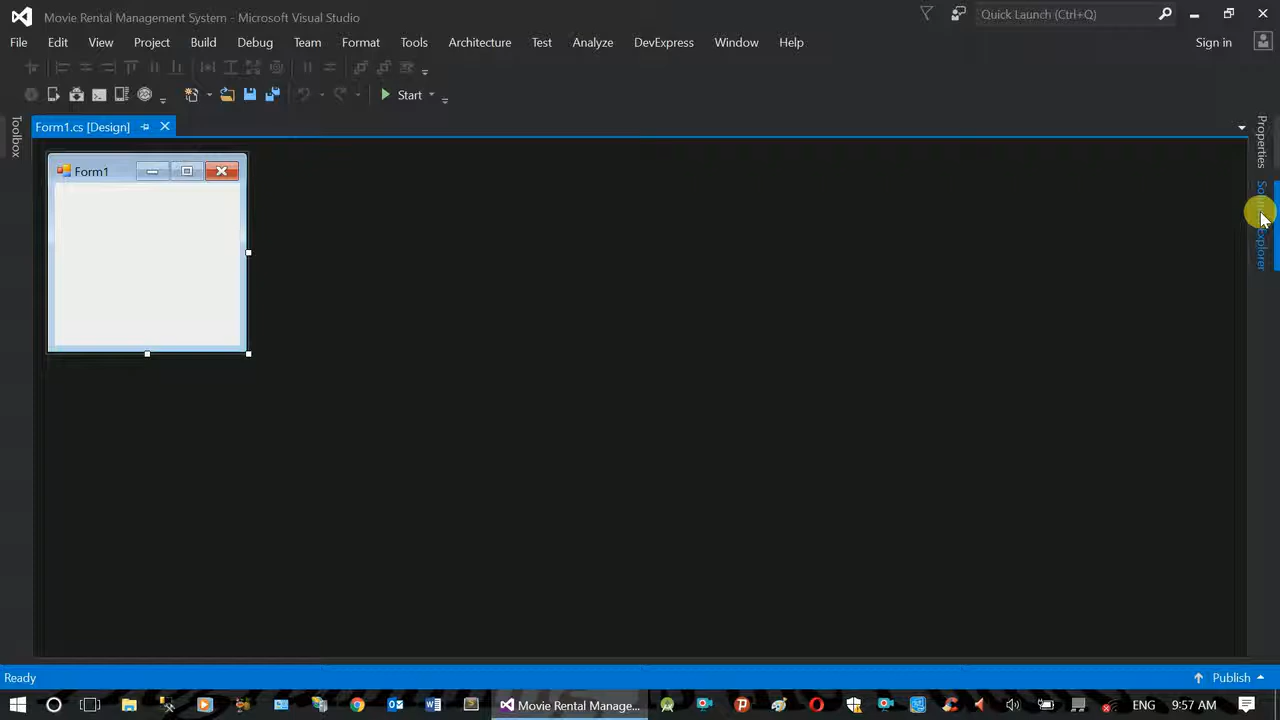 Movie Rental Management System - Microsoft Visual Studio
Quick Launch (Ctrl+Q)
File Edit View Project Build Debug Team Format Tools Architecture Test Analyze DevExpress Window Help
Sign in
Start
Form1.cs [Design]
Toolbox
Form1
Properties
Explorer
Ready
Publish
Movie Rental Manage...
ENG
9:57 AM